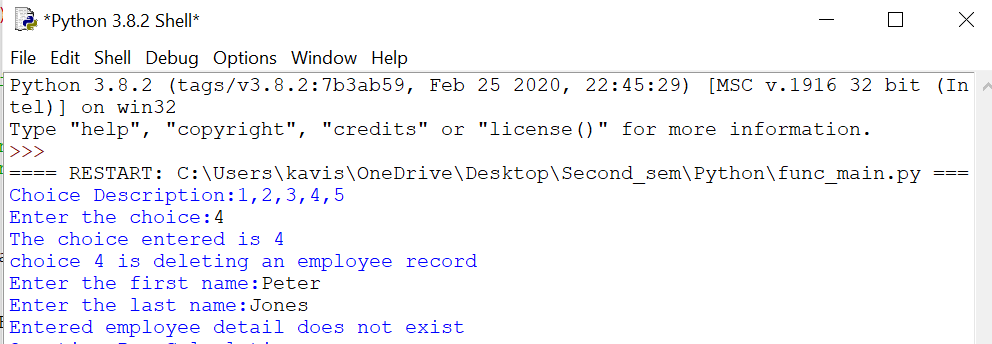 *Python 3.8.2 Shell*
File Edit Shell Debug Options Window Help
Python 3.8.2 (tags/v3.8.2:7b3ab59, Feb 25 2020, 22:45:29) [MSC v.1916 32 bit (In
tel)] on win32
Type "help", "copyright", "credits" or "license()" for more information.
>>>
==== RESTART: C:\Users\kavis\OneDrive\Desktop\Second_sem\Python\func_main.py ===
Choice Description:1,2,3,4,5
Enter the choice:4
The choice entered is 4
choice 4 is deleting an employee record
Enter the first name:Peter
Enter the last name:Jones
Entered employee detail does not exist